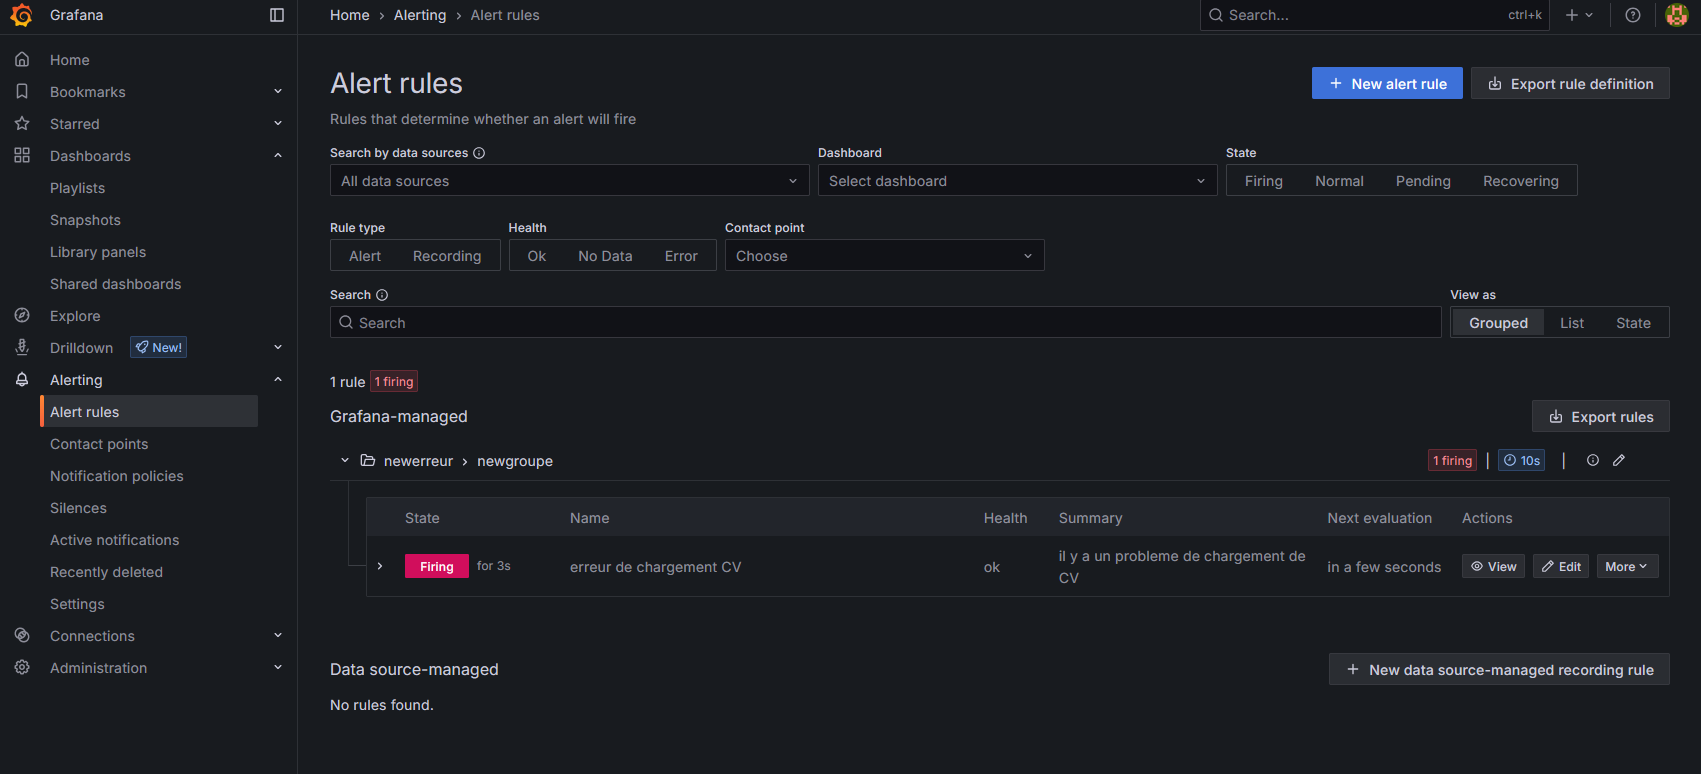 Grafana
Home › Alerting › Alert rules
Search... ctrl+k
Home
Bookmarks
Starred
Dashboards
Playlists
Snapshots
Library panels
Shared dashboards
Explore
Drilldown New!
Alerting
Alert rules
Contact points
Notification policies
Silences
Active notifications
Recently deleted
Settings
Connections
Administration
Alert rules
New alert rule
Export rule definition
Rules that determine whether an alert will fire
Search by data sources
Dashboard
State
All data sources
Select dashboard
Firing Normal Pending Recovering
Rule type
Health
Contact point
Alert Recording
Ok No Data Error
Choose
Search
View as
Search
Grouped List State
1 rule 1 firing
Grafana-managed
Export rules
newerreur › newgroupe
1 firing | 10s |
State Name Health Summary Next evaluation Actions
Firing for 3s erreur de chargement CV ok il y a un probleme de chargement de
CV
in a few seconds View Edit More
Data source-managed
New data source-managed recording rule
No rules found.